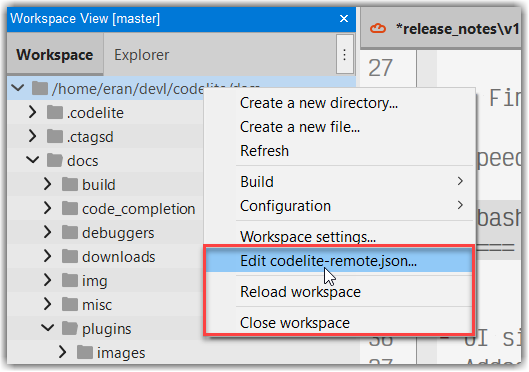 Workspace View [master]
*release_notes\v1
Workspace
Explorer
/home/eran/devl/codelite/docs
.codelite
.ctagsd
docs
build
code_completion
debuggers
downloads
img
misc
plugins
images
Create a new directory...
Create a new file...
Refresh
Build
Configuration
Workspace settings...
Edit codelite-remote.json...
Reload workspace
Close workspace
27
Fin
peed
bash
===
36
- UI si
37
Added